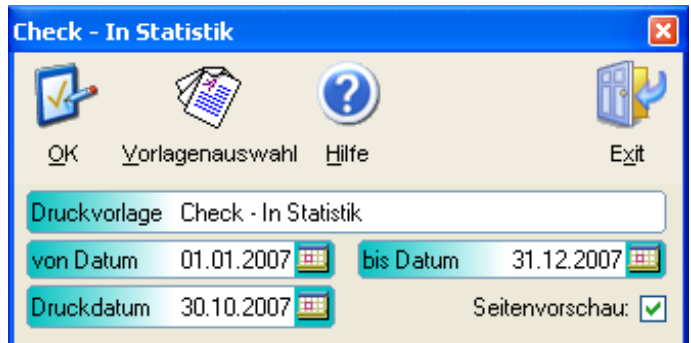 Check - In Statistik
OK Vorlagenauswahl Hilfe Exit
Druckvorlage Check - In Statistik
von Datum 01.01.2007 bis Datum 31.12.2007
Druckdatum 30.10.2007 Seitenvorschau: